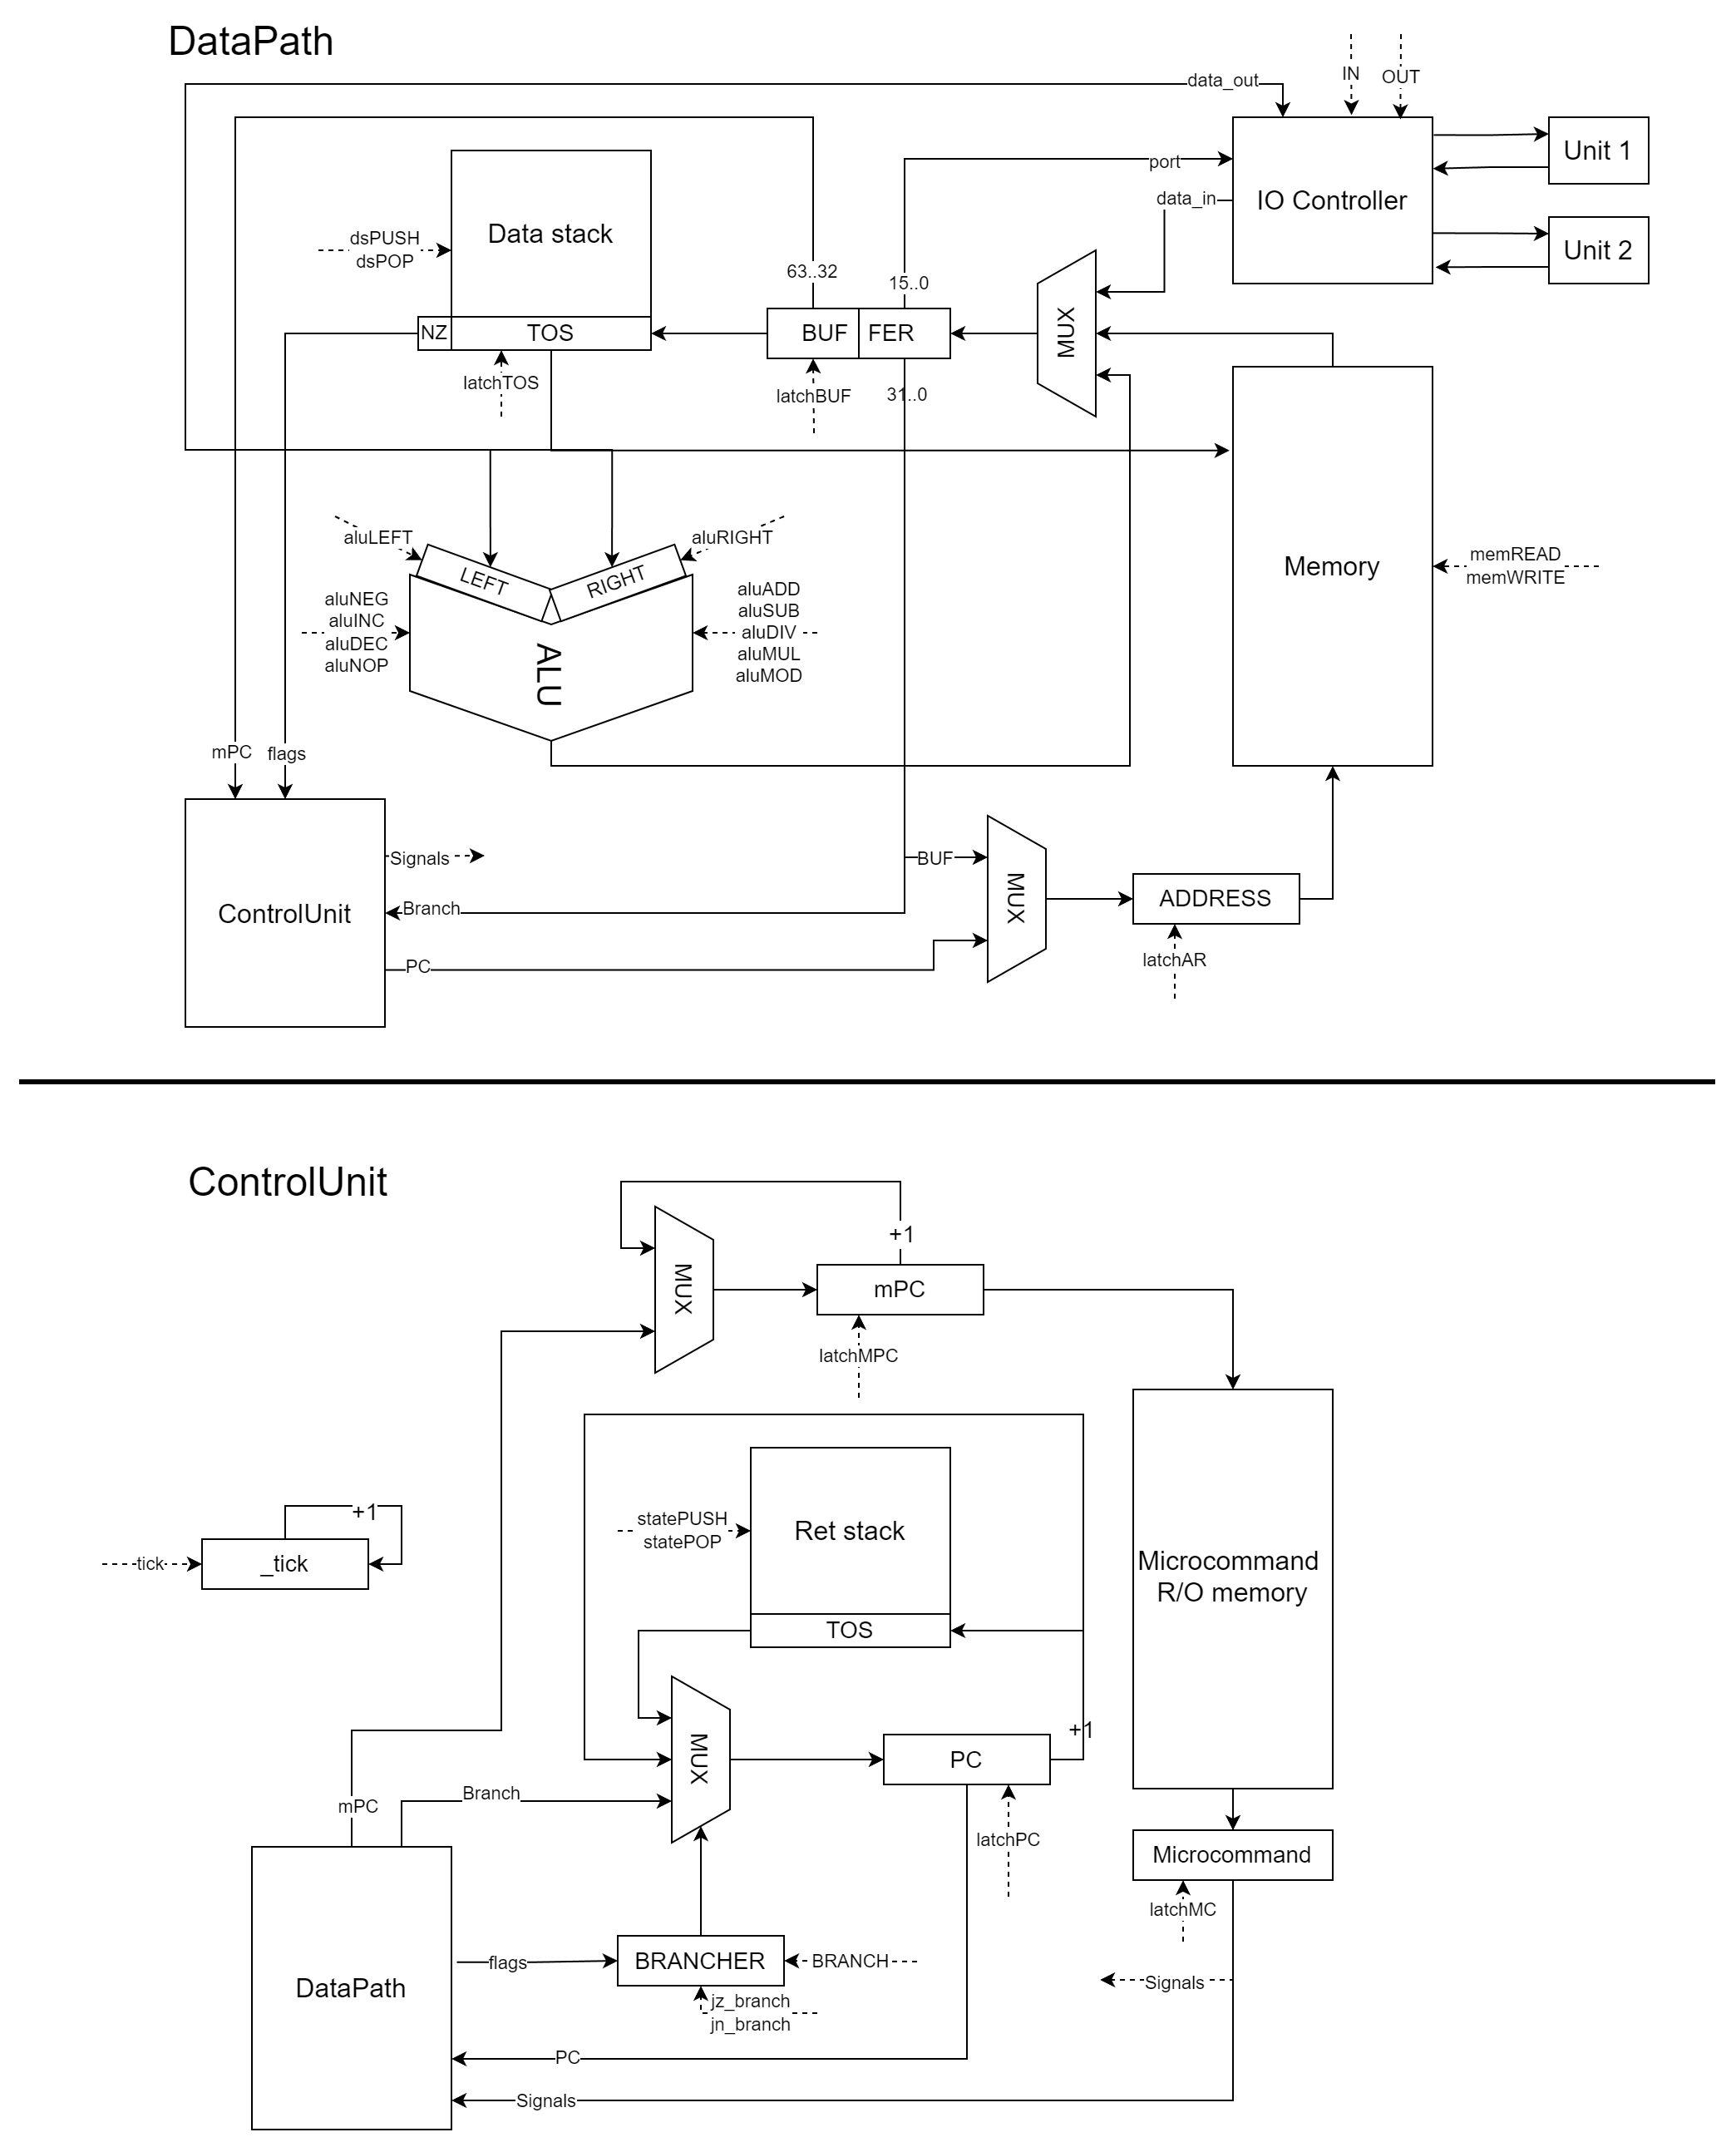 DataPath
data_out
IN
OUT
port
data_in
IO Controller
Unit 1
Unit 2
Data stack
dsPUSH
dsPOP
63..32
15..0
NZ
TOS
BUF
FER
MUX
latchTOS
latchBUF
31..0
aluLEFT
aluRIGHT
LEFT
RIGHT
aluNEG
aluINC
aluDEC
aluNOP
ALU
aluADD
aluSUB
aluDIV
aluMUL
aluMOD
Memory
memREAD
memWRITE
mPC
flags
ControlUnit
Signals
Branch
PC
BUF
MUX
ADDRESS
latchAR
ControlUnit
+1
MUX
mPC
latchMPC
Microcommand
R/O memory
statePUSH
statePOP
Ret stack
TOS
+1
tick
_tick
MUX
PC
+1
mPC
Branch
latchPC
Microcommand
latchMC
DataPath
flags
BRANCHER
BRANCH
jz_branch
jn_branch
Signals
PC
Signals